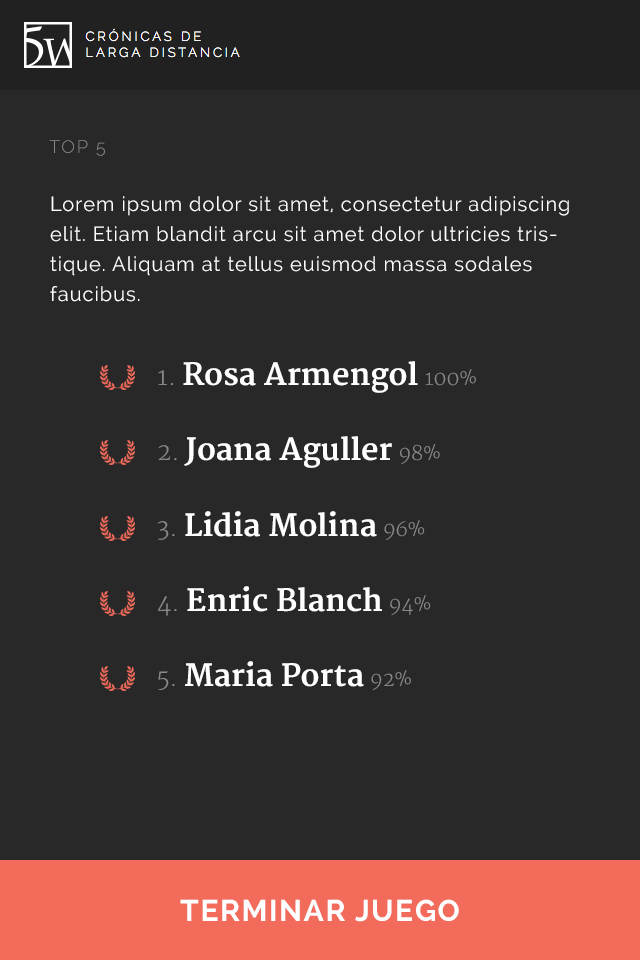 5W
CRÓNICAS DE
LARGA DISTANCIA
TOP 5
Lorem ipsum dolor sit amet, consectetur adipiscing
elit. Etiam blandit arcu sit amet dolor ultricies tris-
tique. Aliquam at tellus euismod massa sodales
faucibus.
1. Rosa Armengol 100%
2. Joana Aguller 98%
3. Lidia Molina 96%
4. Enric Blanch 94%
5. Maria Porta 92%
TERMINAR JUEGO